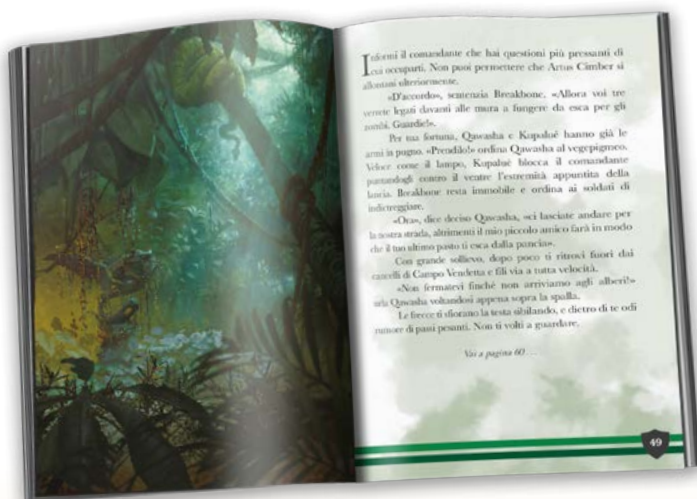 Informi il comandante che hai questioni più pressanti di
cui occuparti. Non puoi permettere che Artus Cimber si
allontani ulteriormente.
«D'accordo», sentenzia Breakbone. «Allora voi tre
verrete legati davanti alle mura a fungere da esca per gli
zombi. Guardie!».
Per tua fortuna, Qawasha e Kupalué hanno già le
armi in pugno. «Prendilo!» ordina Qawasha al vegepigmeo.
Veloce come il lampo, Kupalué blocca il comandante
puntandogli contro il ventre l'estremità appuntita della
lancia. Breakbone resta immobile e ordina ai soldati di
indietreggiare.
«Ora», dice deciso Qawasha, «ci lasciate andare per
la nostra strada, altrimenti il mio piccolo amico farà in modo
che il tuo ultimo pasto ti esca dalla pancia».
Con grande sollievo, dopo poco ti ritrovi fuori dai
cancelli di Campo Vendetta e fili via a tutta velocità.
«Non fermatevi finché non arriviamo agli alberi!»
urla Qawasha voltandosi appena sopra la spalla.
Le frecce ti sfiorano la testa sibilando, e dietro di te odi
rumore di passi pesanti. Non ti volti a guardare.
Vai a pagina 60 . . .
49